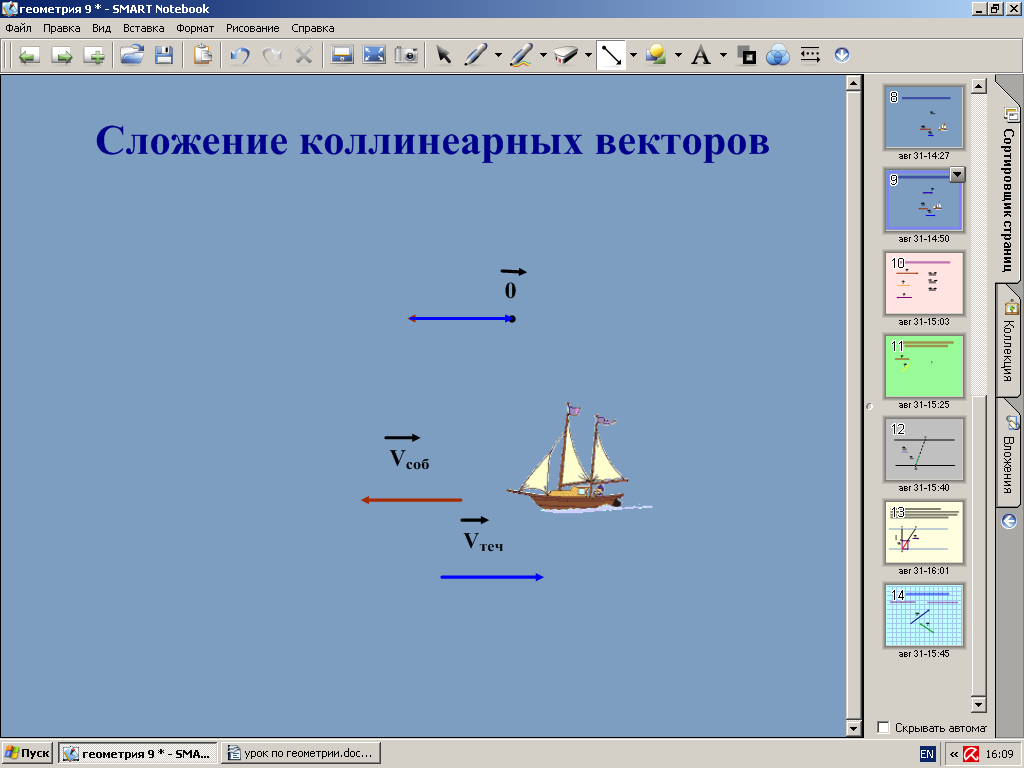 геометрия 9 * - SMART Notebook
Файл Правка Вид Вставка Формат Рисование Справка
Сложение коллинеарных векторов
0
Vсоб
Vтеч
8
авг 31-14:27
9
авг 31-14:50
10
авг 31-15:03
11
авг 31-15:25
12
авг 31-15:40
13
авг 31-16:01
14
авг 31-15:45
Сортировщик страниц
Коллекция
Вложения
Скрывать автомат
Пуск
геометрия 9 * - SMA...
урок по геометрии.doc...
EN
«
16:09